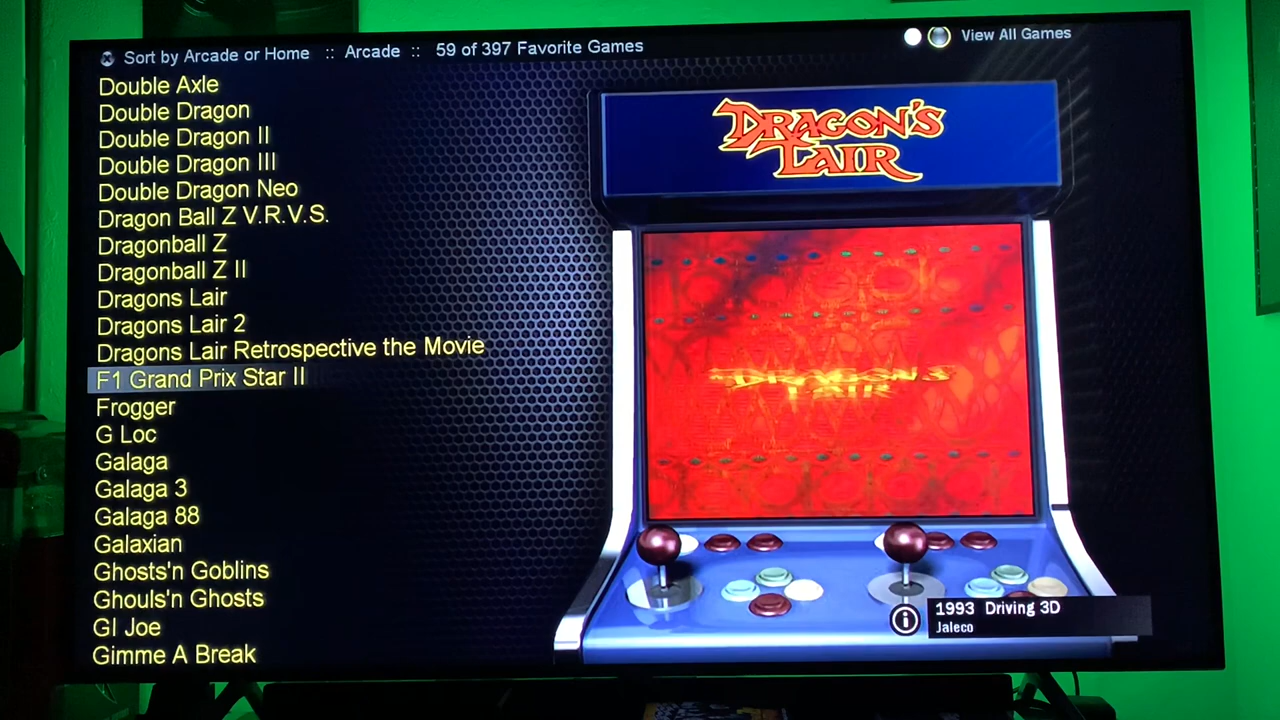 Sort by Arcade or Home :: Arcade :: 59 of 397 Favorite Games
View All Games
Double Axle
Double Dragon
Double Dragon II
Double Dragon III
Double Dragon Neo
Dragon Ball Z V.R.V.S.
Dragonball Z
Dragonball Z II
Dragons Lair
Dragons Lair 2
Dragons Lair Retrospective the Movie
F1 Grand Prix Star II
Frogger
G Loc
Galaga
Galaga 3
Galaga 88
Galaxian
Ghosts'n Goblins
Ghouls'n Ghosts
GI Joe
Gimme A Break
DRAGON'S
LAIR
DRAGON'S
LAIR
1993 Driving 3D
Jaleco